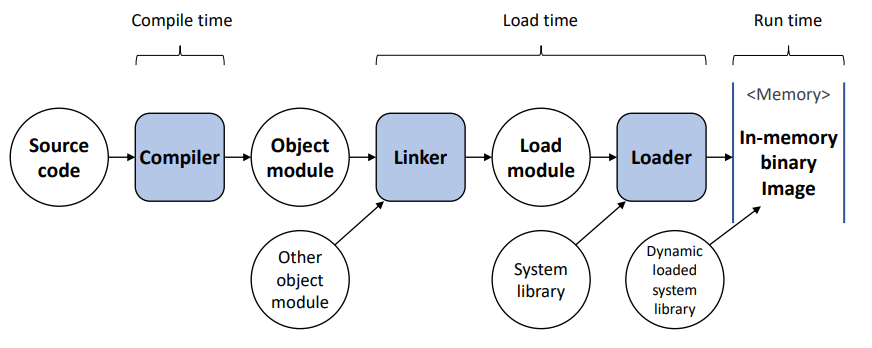 Compile time
Load time
Run time
<Memory>
Source
code
Compiler
Object
module
Linker
Load
module
Loader
In-memory
binary
Image
Other
object
module
System
library
Dynamic
loaded
system
library